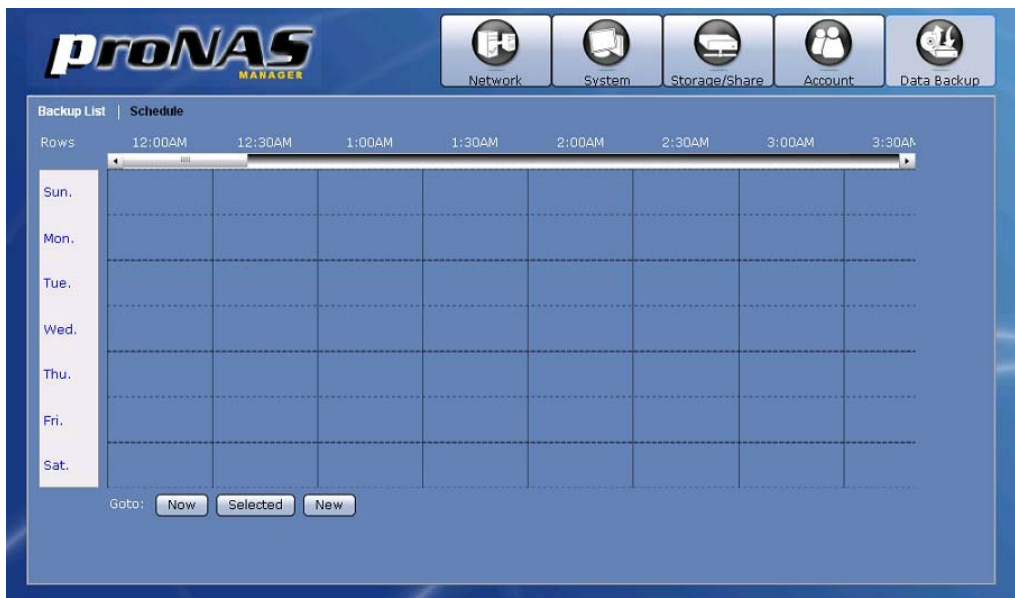 proNAS
MANAGER
Network System Storage/Share Account Data Backup
Backup List | Schedule
Rows 12:00AM 12:30AM 1:00AM 1:30AM 2:00AM 2:30AM 3:00AM 3:30AM
Sun.
Mon.
Tue.
Wed.
Thu.
Fri.
Sat.
Goto: Now Selected New